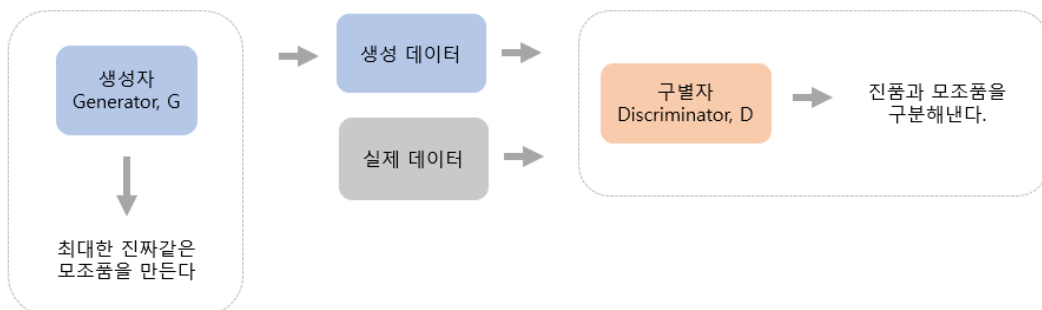 생성자
Generator, G
최대한 진짜같은
모조품을 만든다
생성 데이터
실제 데이터
구별자
Discriminator, D
진품과 모조품을
구분해낸다.